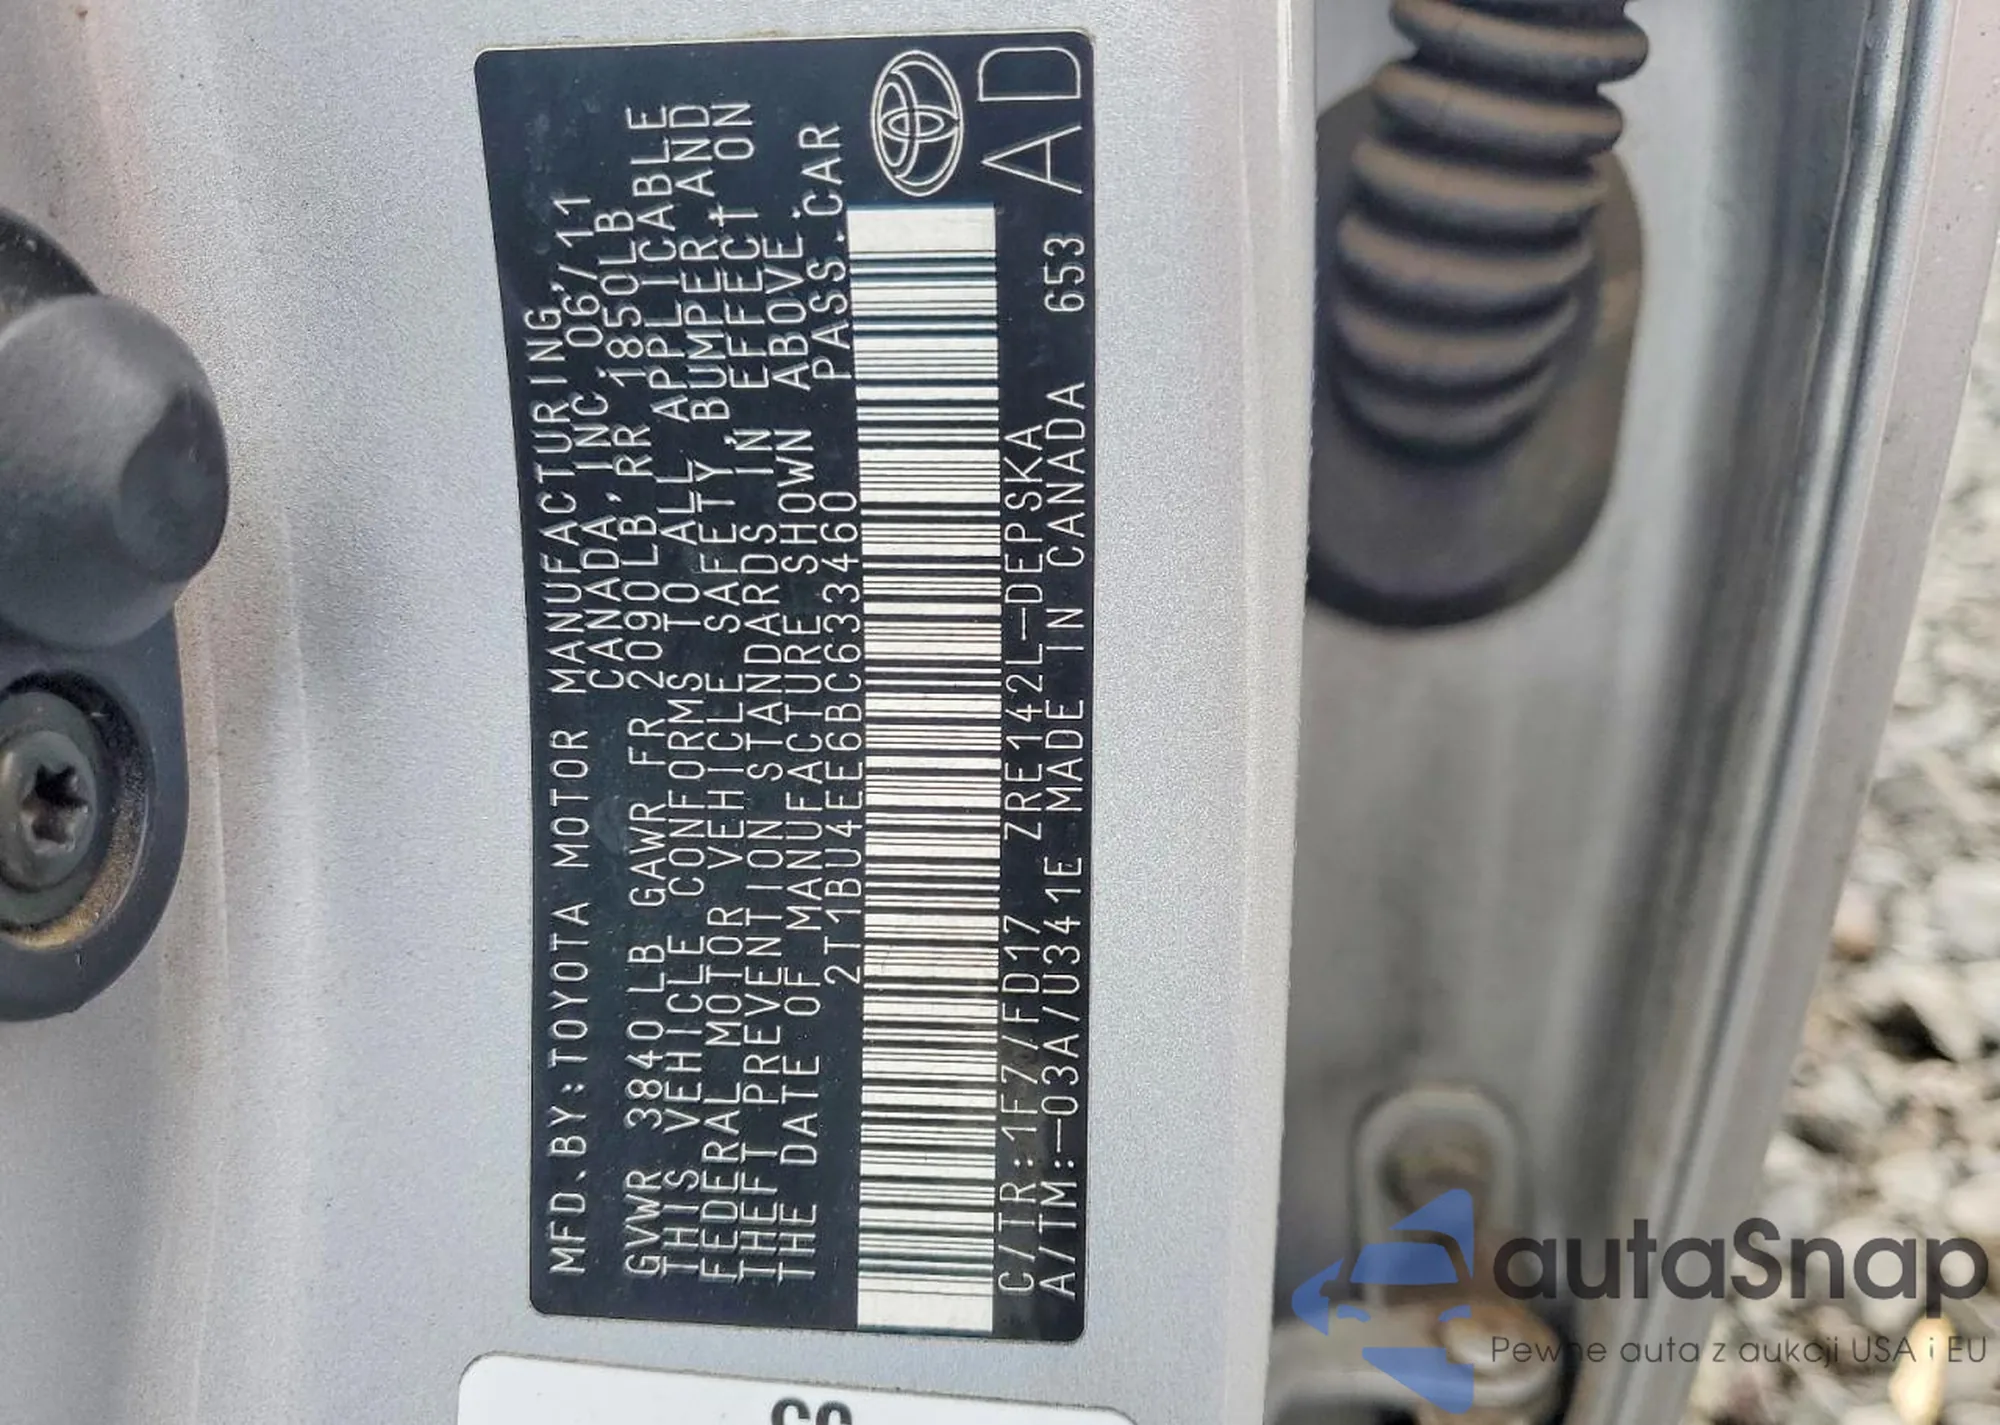 MFD.BY:TOYOTA MOTOR MANUFACTURING,
CANADA,INC. 06/11
GVWR 3840 LB GAWR FR 2090LB,RR 1850LB
THIS VEHICLE CONFORMS TO ALL APPLICABLE
FEDERAL MOTOR VEHICLE SAFETY, BUMPER, AND
THEFT PREVENTION STANDARDS IN EFFECT ON
THE DATE OF MANUFACTURE SHOWN ABOVE.
2T1BU4EE6BC633460 PASS.CAR
C/TR:1F7/FD17 ZRE142L-DEPSKA
A/TM:-03A/U341E MADE IN CANADA 653
AD
autaSnap
Pewne auta z aukcji USA i EU